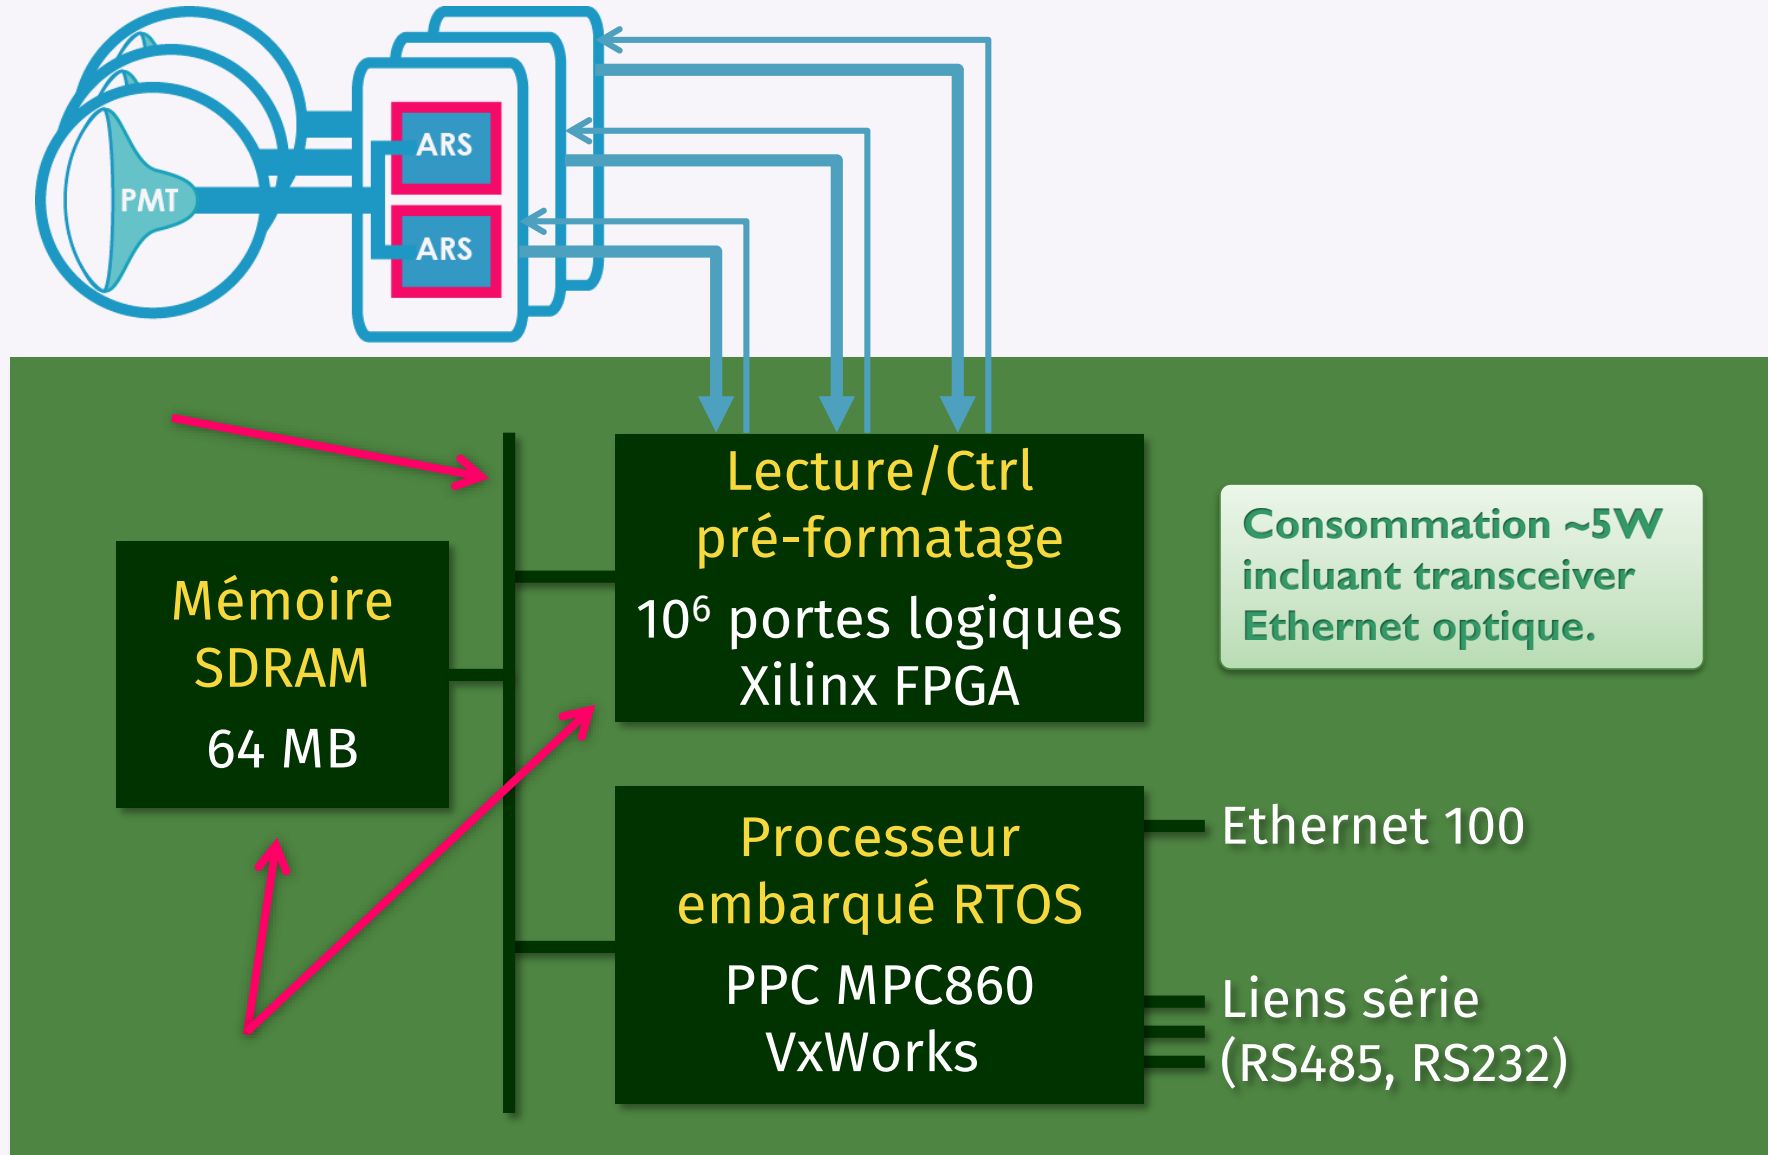 ARS
PMT
ARS
Lecture/Ctrl
pré-formatage
10⁶ portes logiques
Xilinx FPGA
Consommation ~5W
incluant transceiver
Ethernet optique.
Mémoire
SDRAM
64 MB
Processeur
embarqué RTOS
PPC MPC860
VxWorks
Ethernet 100
Liens série
(RS485, RS232)